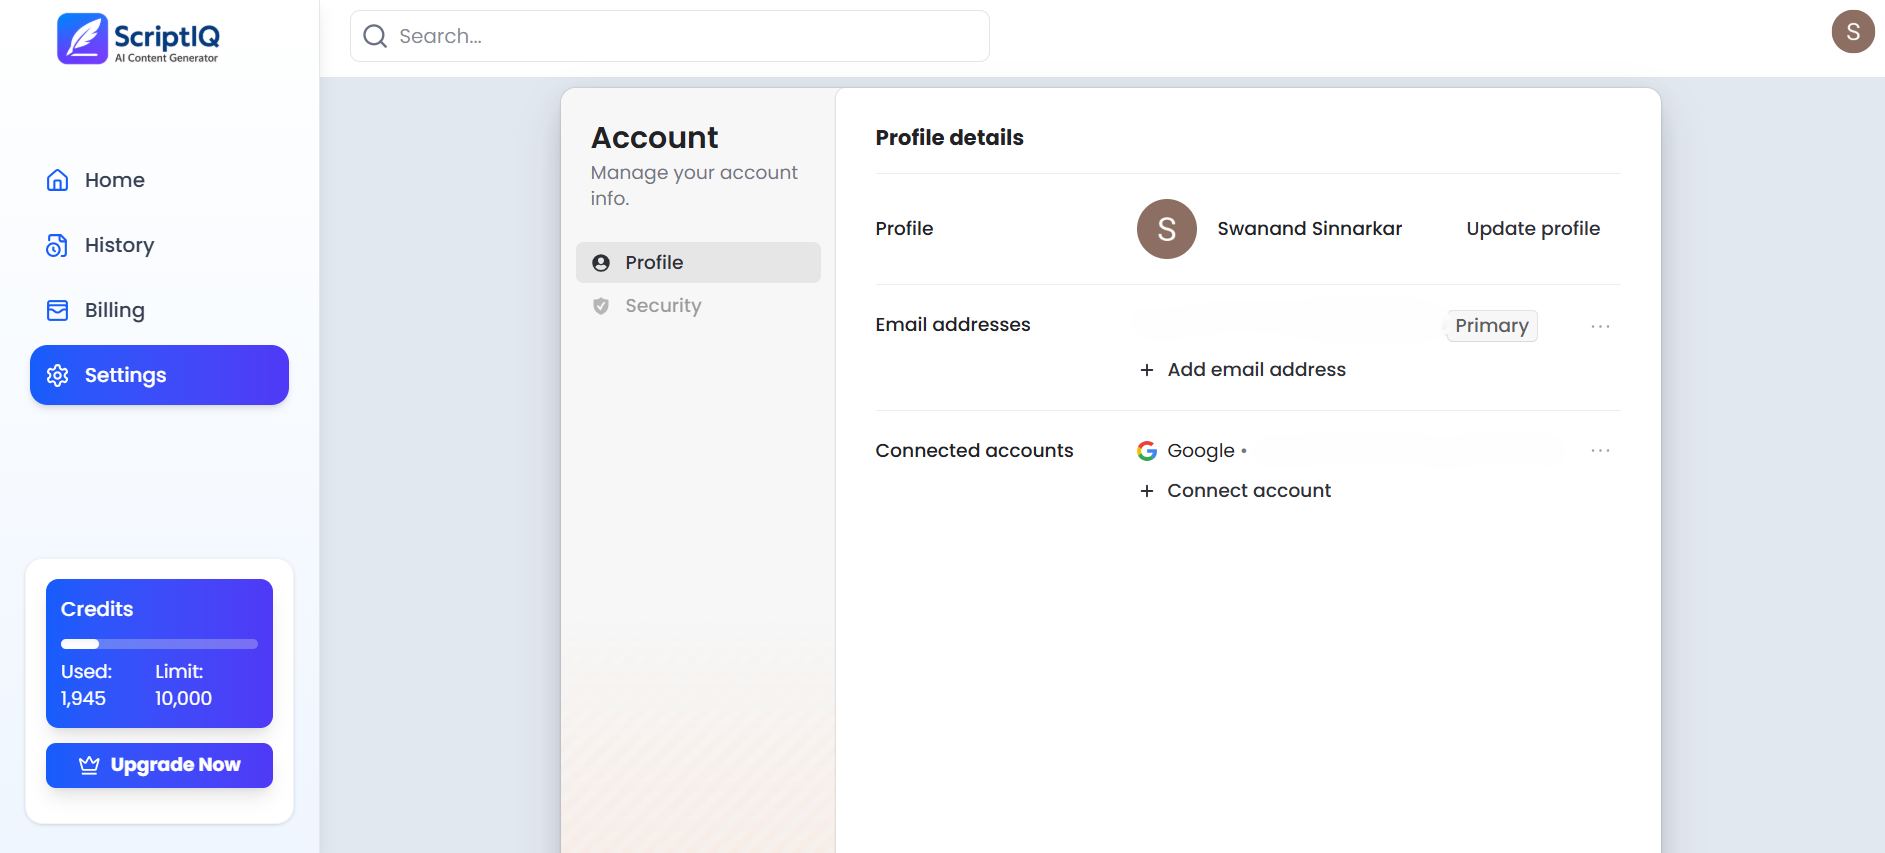 ScriptIQ
AI Content Generator
Search...
S
Home
History
Billing
Settings
Credits
Used:
1,945
Limit:
10,000
Upgrade Now
Account
Manage your account
info.
Profile
Security
Profile details
Profile
S
Swanand Sinnarkar
Update profile
Email addresses
Primary
...
+ Add email address
Connected accounts
Google •
...
+ Connect account